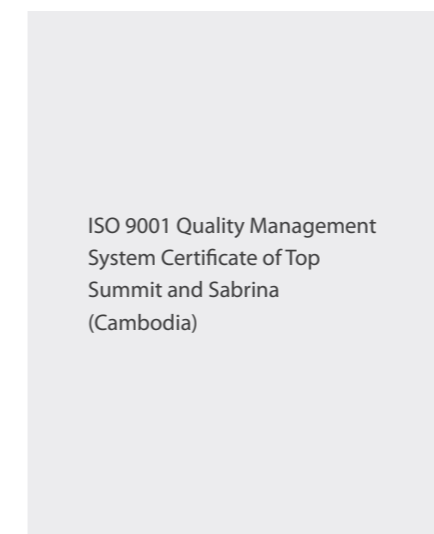 ISO 9001 Quality Management
System Certificate of Top
Summit and Sabrina
(Cambodia)